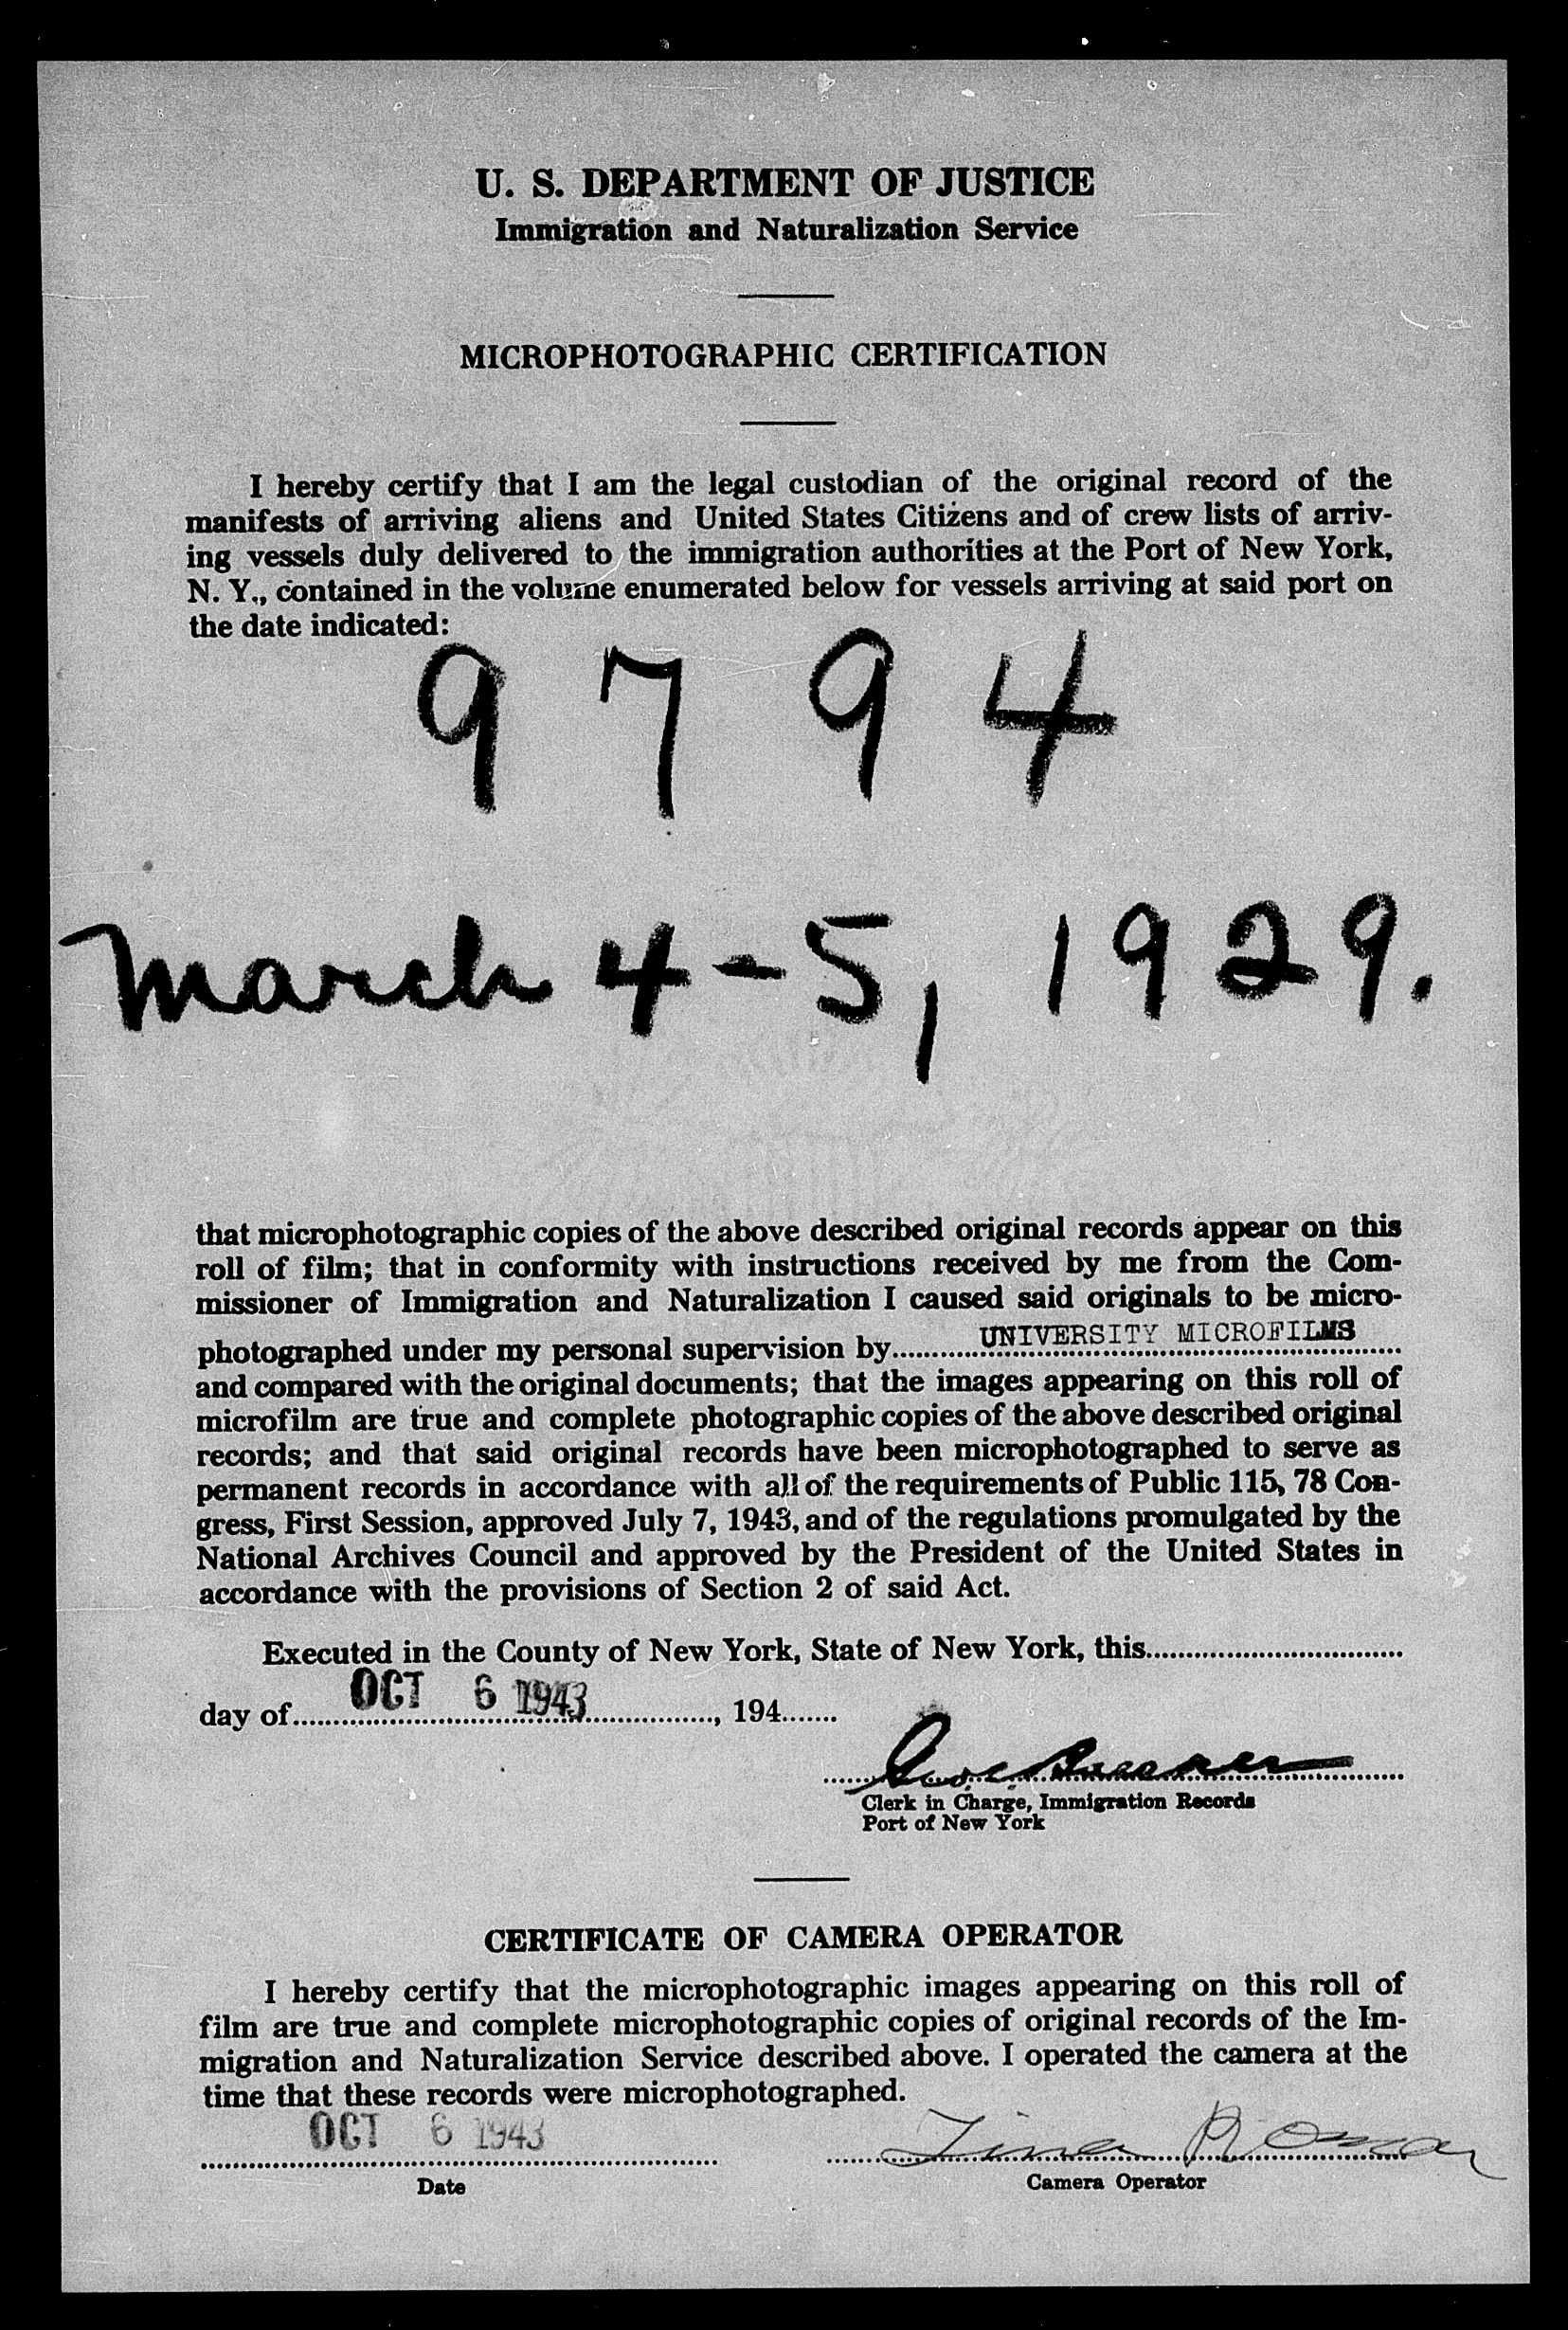 U. S. DEPARTMENT OF JUSTICE
Immigration and Naturalization Service
MICROPHOTOGRAPHIC CERTIFICATION
I hereby certify that I am the legal custodian of the original record of the
manifests of arriving aliens and United States Citizens and of crew lists of arriv-
ing vessels duly delivered to the immigration authorities at the Port of New York,
N. Y., contained in the volume enumerated below for vessels arriving at said port on
the date indicated:
9794
March 4-5, 1929.
that microphotographic copies of the above described original records appear on this
roll of film; that in conformity with instructions received by me from the Com-
missioner of Immigration and Naturalization I caused said originals to be micro-
photographed under my personal supervision by UNIVERSITY MICROFILMS
and compared with the original documents; that the images appearing on this roll of
microfilm are true and complete photographic copies of the above described original
records; and that said original records have been microphotographed to serve as
permanent records in accordance with all of the requirements of Public 115, 78 Con-
gress, First Session, approved July 7, 1943, and of the regulations promulgated by the
National Archives Council and approved by the President of the United States in
accordance with the provisions of Section 2 of said Act.
Executed in the County of New York, State of New York, this
day of OCT 6 1943, 194
Clerk in Charge, Immigration Records
Port of New York
CERTIFICATE OF CAMERA OPERATOR
I hereby certify that the microphotographic images appearing on this roll of
film are true and complete microphotographic copies of original records of the Im-
migration and Naturalization Service described above. I operated the camera at the
time that these records were microphotographed.
OCT 6 1943 Tina Roman
Date Camera Operator